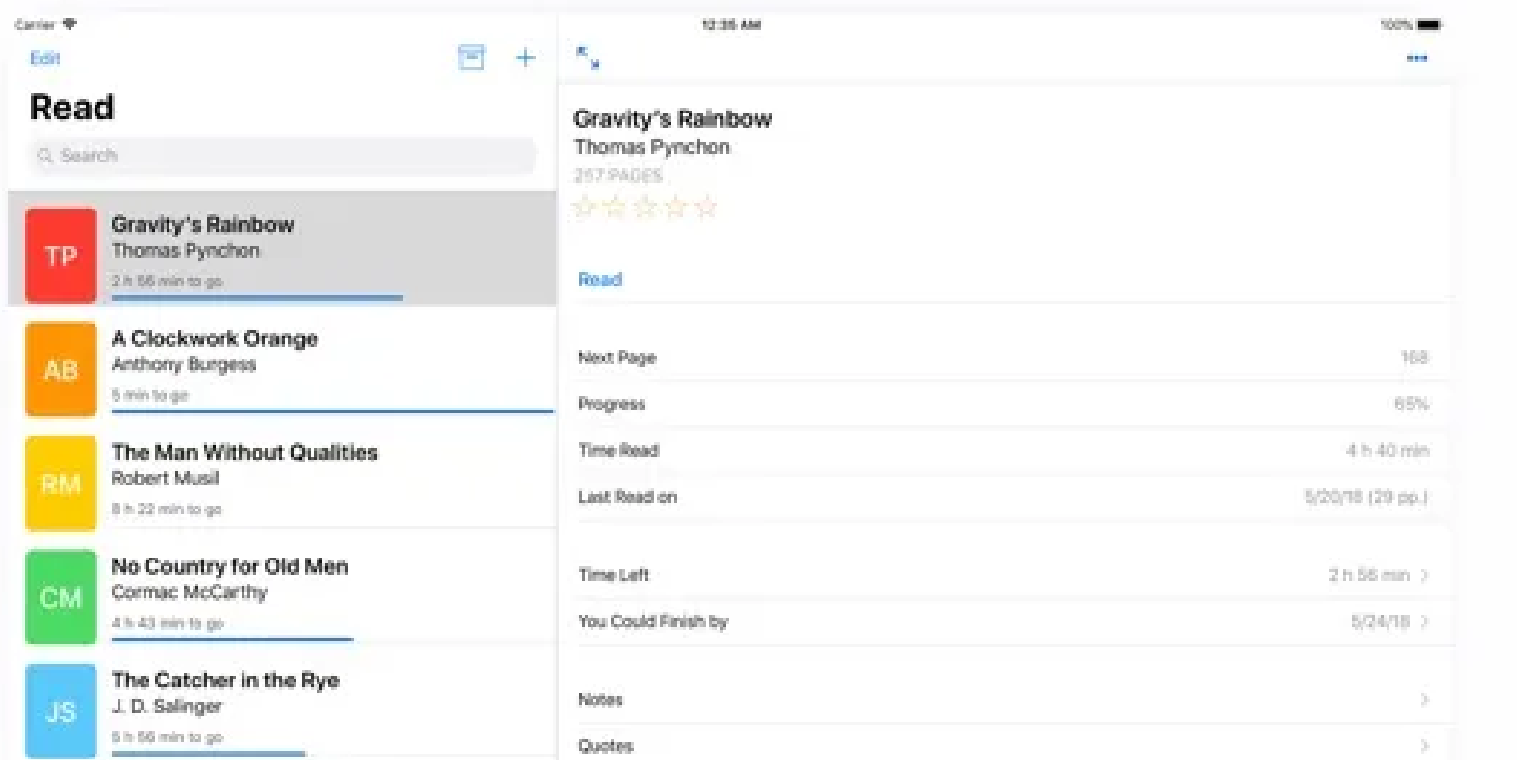 Carrier
12:35 AM
100%
Edit
Read
Search
TP
Gravity's Rainbow
Thomas Pynchon
2 h 56 min to go
AB
A Clockwork Orange
Anthony Burgess
5 min to go
RM
The Man Without Qualities
Robert Musil
8 h 22 min to go
CM
No Country for Old Men
Cormac McCarthy
4 h 43 min to go
JS
The Catcher in the Rye
J. D. Salinger
5 h 56 min to go
Gravity's Rainbow
Thomas Pynchon
257 PAGES
Read
Next Page 168
Progress 65%
Time Read 4 h 40 min
Last Read on 5/20/18 (29 pp.)
Time Left 2 h 56 min
You Could Finish by 5/24/18
Notes
Quotes